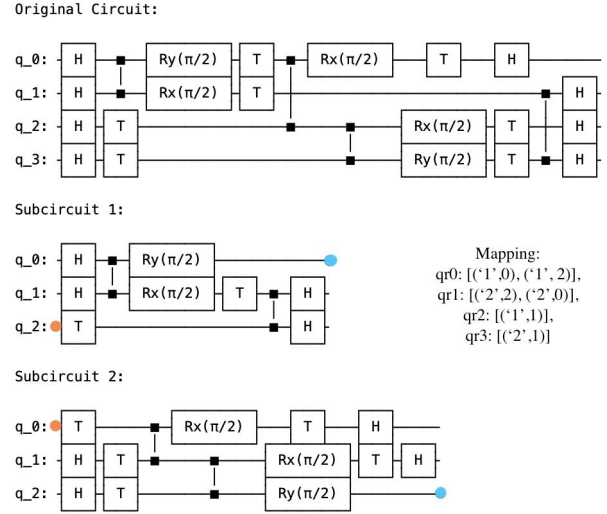 Original Circuit:
q_0: H Ry(π/2) T Rx(π/2) T H
q_1: H Rx(π/2) T H
q_2: H T Rx(π/2) T H
q_3: H T Ry(π/2) T H
Subcircuit 1:
q_0: H Ry(π/2)
q_1: H Rx(π/2) T H
q_2: T H
Mapping:
qr0: [(‘1’,0), (‘1’, 2)],
qr1: [(‘2’,2), (‘2’,0)],
qr2: [(‘1’,1)],
qr3: [(‘2’,1)]
Subcircuit 2:
q_0: T Rx(π/2) T H
q_1: H T Rx(π/2) T H
q_2: H T Ry(π/2)